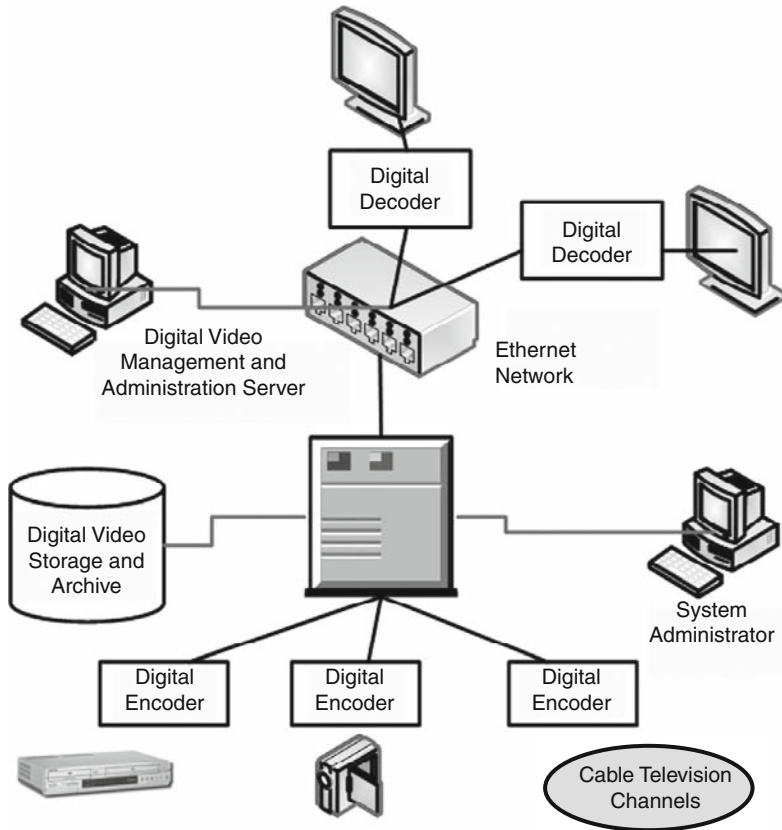 Digital
Decoder
Digital
Decoder
Digital Video
Management and
Administration Server
Ethernet
Network
Digital Video
Storage and
Archive
System
Administrator
Digital
Encoder
Digital
Encoder
Digital
Encoder
Cable Television
Channels